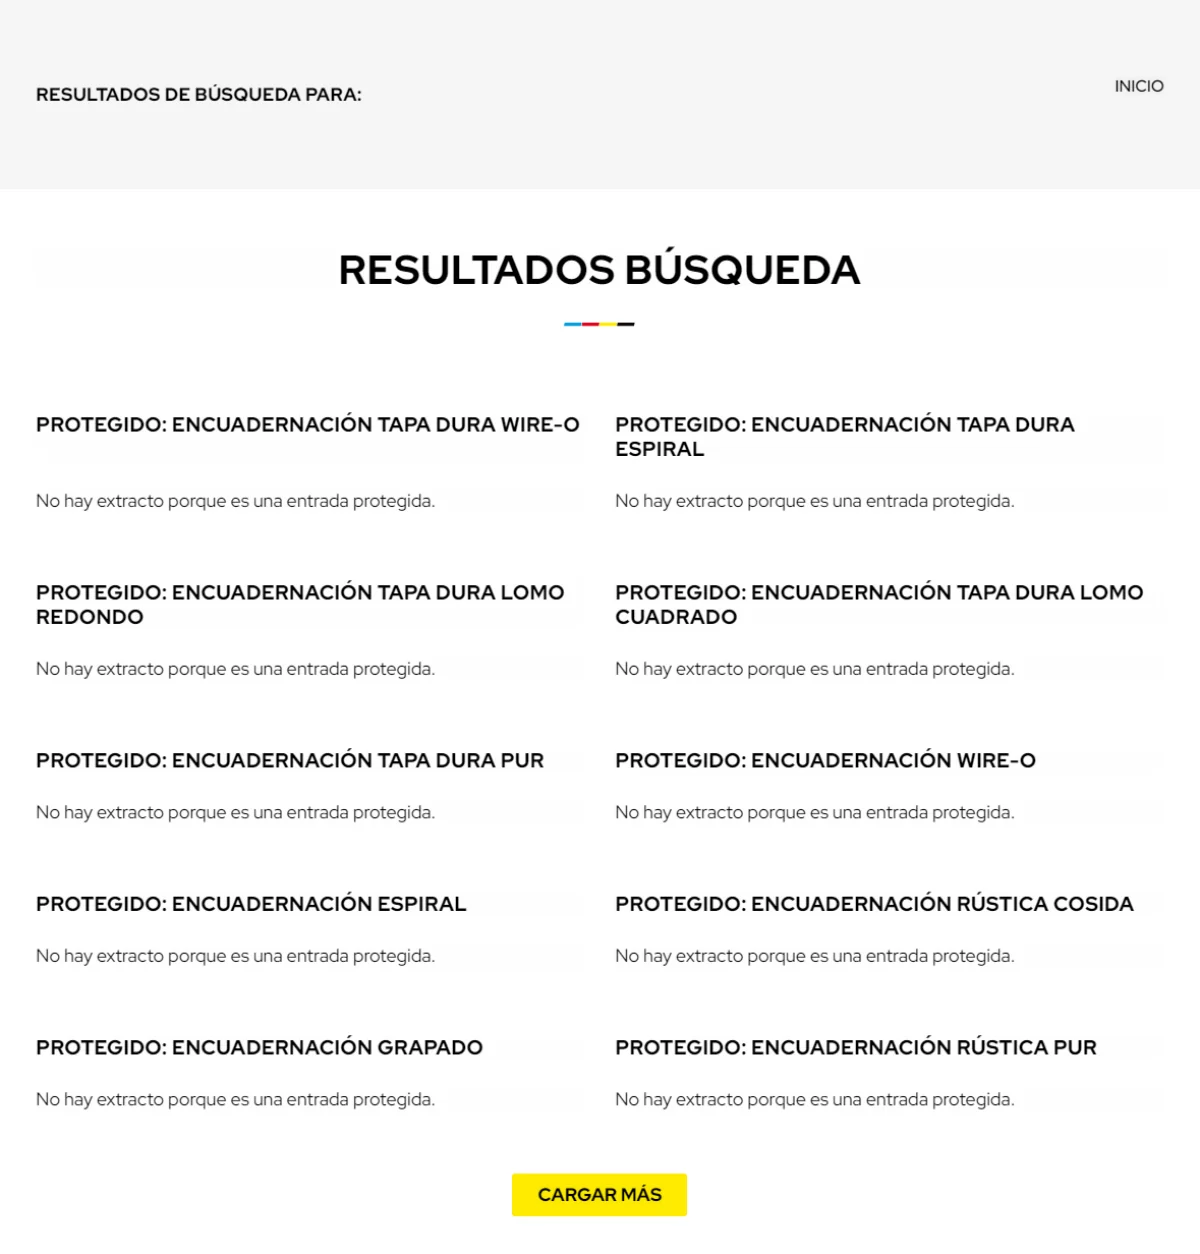 RESULTADOS DE BÚSQUEDA PARA:
INICIO
RESULTADOS BÚSQUEDA
PROTEGIDO: ENCUADERNACIÓN TAPA DURA WIRE-O
No hay extracto porque es una entrada protegida.
PROTEGIDO: ENCUADERNACIÓN TAPA DURA
ESPIRAL
No hay extracto porque es una entrada protegida.
PROTEGIDO: ENCUADERNACIÓN TAPA DURA LOMO
REDONDO
No hay extracto porque es una entrada protegida.
PROTEGIDO: ENCUADERNACIÓN TAPA DURA LOMO
CUADRADO
No hay extracto porque es una entrada protegida.
PROTEGIDO: ENCUADERNACIÓN TAPA DURA PUR
No hay extracto porque es una entrada protegida.
PROTEGIDO: ENCUADERNACIÓN WIRE-O
No hay extracto porque es una entrada protegida.
PROTEGIDO: ENCUADERNACIÓN ESPIRAL
No hay extracto porque es una entrada protegida.
PROTEGIDO: ENCUADERNACIÓN RÚSTICA COSIDA
No hay extracto porque es una entrada protegida.
PROTEGIDO: ENCUADERNACIÓN GRAPADO
No hay extracto porque es una entrada protegida.
PROTEGIDO: ENCUADERNACIÓN RÚSTICA PUR
No hay extracto porque es una entrada protegida.
CARGAR MÁS